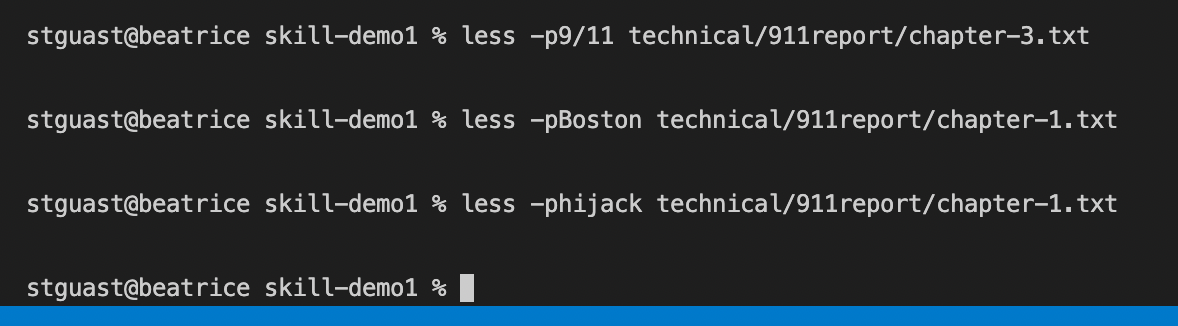 stguast@beatrice skill-demo1 % less -p9/11 technical/911report/chapter-3.txt
stguast@beatrice skill-demo1 % less -pBoston technical/911report/chapter-1.txt
stguast@beatrice skill-demo1 % less -phijack technical/911report/chapter-1.txt
stguast@beatrice skill-demo1 %